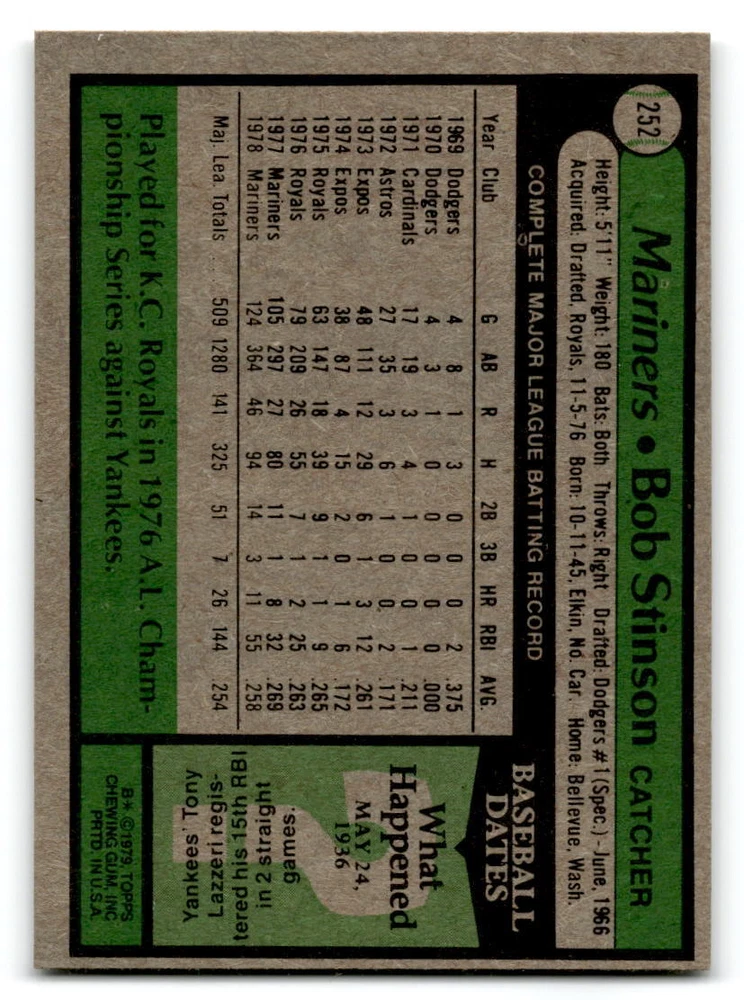 252
Mariners • Bob Stinson CATCHER
Height: 5'11" Weight: 180 Bats: Both Throws: Right Drafted: Dodgers #1 (Spec.)-June, 1966
Acquired: Drafted, Royals, 11-5-76 Born: 10-11-45, Elkin, No. Car. Home: Bellevue, Wash.
COMPLETE MAJOR LEAGUE BATTING RECORD
Year Club G AB R H 2B 3B HR RBI AVG.
1969 Dodgers 4 8 1 3 0 0 0 2 .375
1970 Dodgers 4 3 1 0 0 0 0 0 .000
1971 Cardinals 17 19 3 4 1 0 0 1 .211
1972 Astros 27 35 3 6 1 0 0 2 .171
1973 Expos 48 111 12 29 6 1 3 12 .261
1974 Expos 38 87 4 15 2 0 1 6 .172
1975 Royals 63 147 18 39 9 1 1 9 .265
1976 Royals 79 209 26 55 7 1 2 25 .263
1977 Mariners 105 297 27 80 11 1 8 32 .269
1978 Mariners 124 364 46 94 14 3 11 55 .258
Maj. Lea. Totals .... 509 1280 141 325 51 7 26 144 .254
Played for K.C. Royals in 1976 A.L. Cham-
pionship Series against Yankees.
BASEBALL
DATES
What
Happened
MAY 24,
1936
Yankees' Tony
Lazzeri regis-
tered his 15th RBI
in 2 straight
games.
B* ©1979, TOPPS
CHEWING GUM, INC
PRTD. IN U.S.A